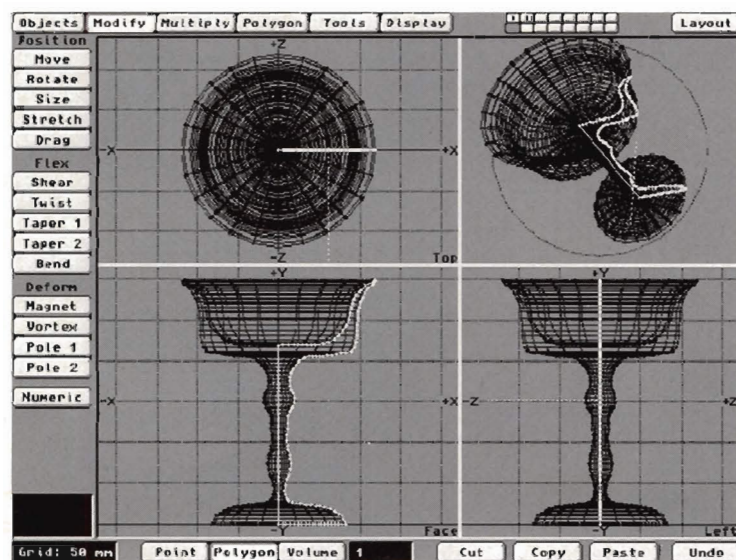 Objects Modify Multiply Polygon Tools Display Layout
Position
Move
Rotate
Size
Stretch
Drag
Flex
Shear
Twist
Taper 1
Taper 2
Bend
Deform
Magnet
Vortex
Pole 1
Pole 2
Numeric
+Z
-X +X
-Z Top
+Y +Y
-X +X -Z +Z
-Y Face -Y Left
Grid: 50 mm Point Polygon Volume 1 Cut Copy Paste Undo